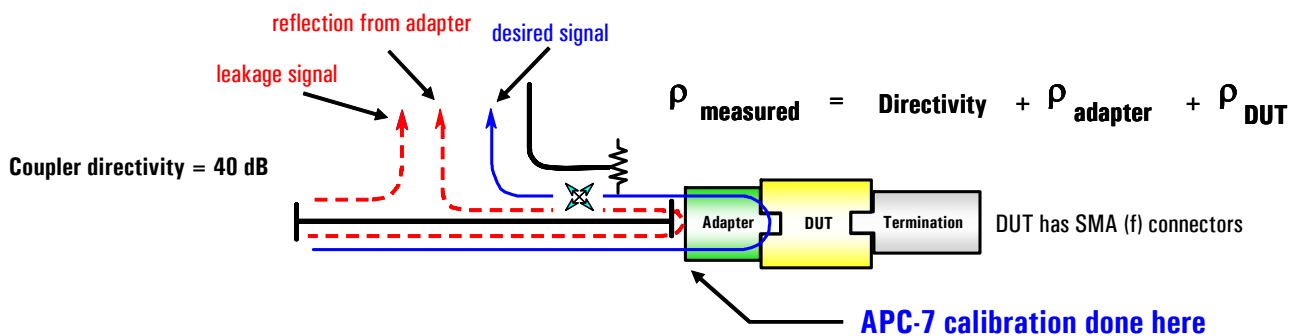 reflection from adapter
desired signal
leakage signal
ρ measured = Directivity + ρ adapter + ρ DUT
Coupler directivity = 40 dB
Adapter
DUT
Termination
DUT has SMA (f) connectors
APC-7 calibration done here